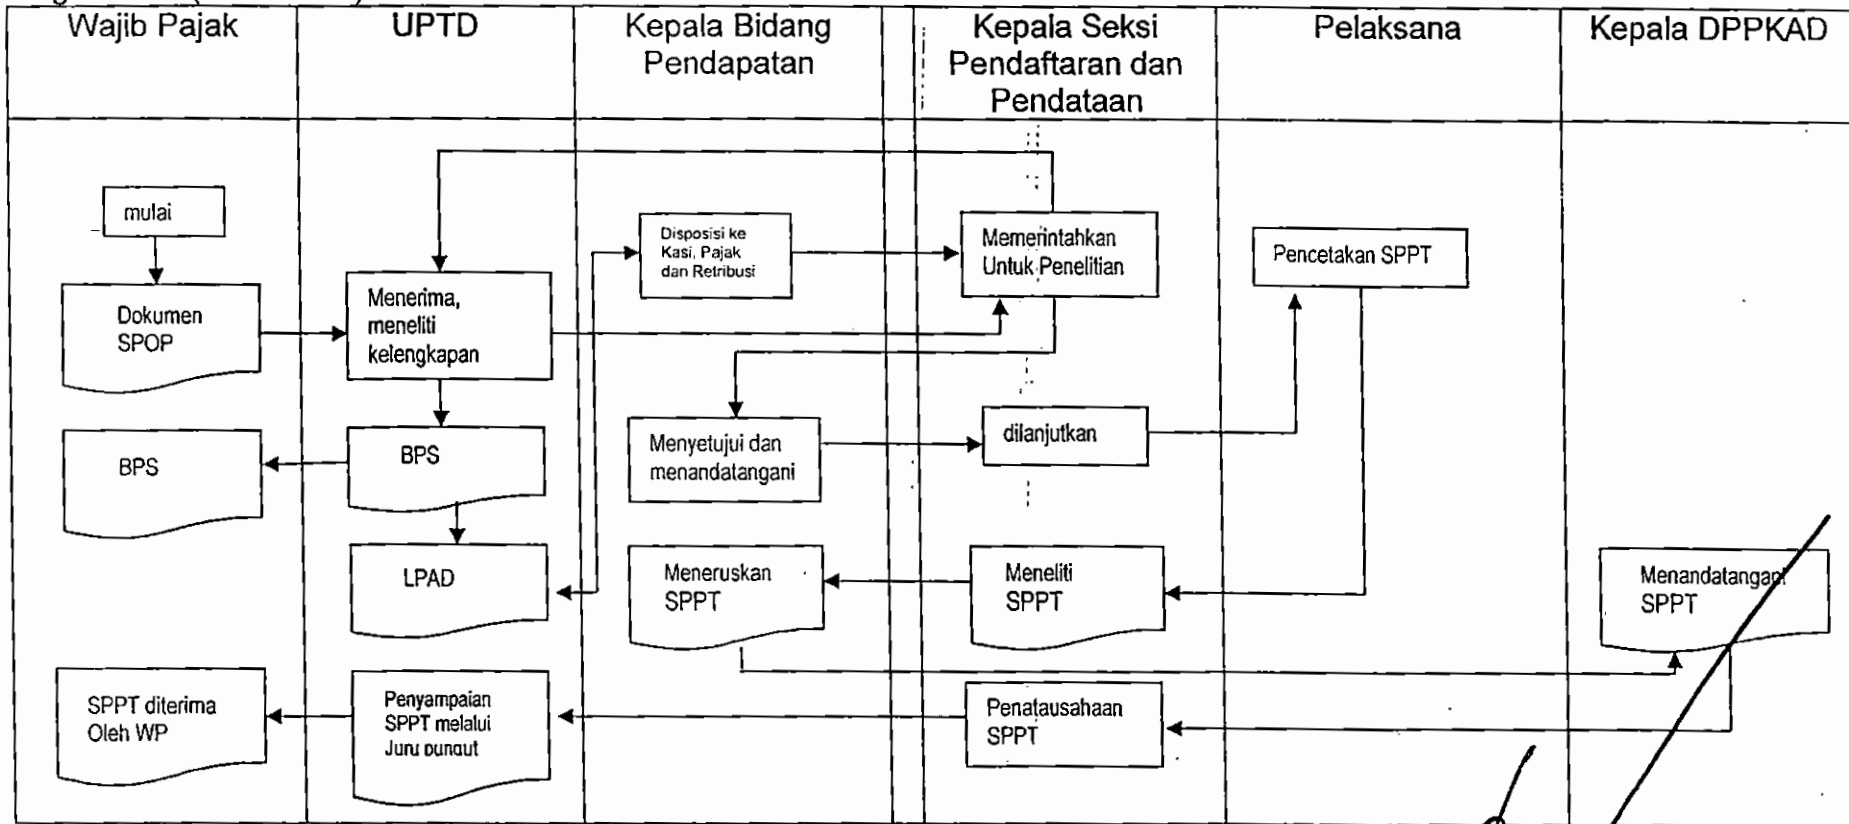 Wajib Pajak
UPTD
Kepala Bidang
Pendapatan
Kepala Seksi
Pendaftaran dan
Pendataan
Pelaksana
Kepala DPPKAD
mulai
Dokumen
SPOP
BPS
SPPT diterima
Oleh WP
Menerima,
meneliti
kelengkapan
BPS
LPAD
Penyampaian
SPPT melalui
Juru pungut
Disposisi ke
Kasi, Pajak
dan Retribusi
Menyetujui dan
menandatangani
Meneruskan
SPPT
Memerintahkan
Untuk Penelitian
dilanjutkan
Meneliti
SPPT
Penatausahaan
SPPT
Pencetakan SPPT
Menandatangani
SPPT